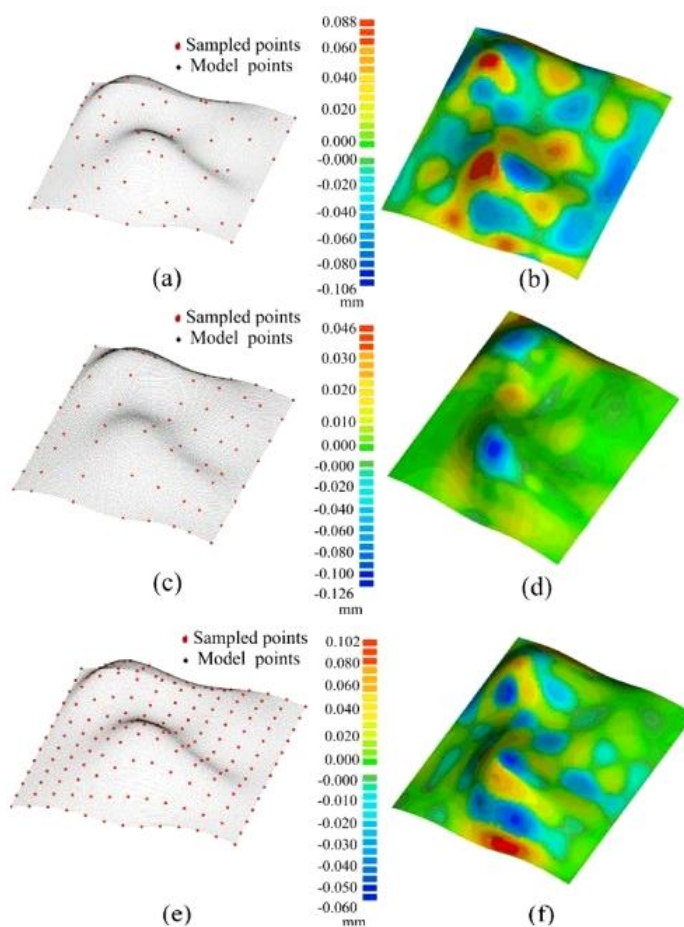 Sampled points
Model points
(a)
0.088
0.060
0.040
0.020
0.000
-0.000
-0.020
-0.040
-0.060
-0.080
-0.106
mm
(b)
Sampled points
Model points
(c)
0.046
0.030
0.020
0.010
0.000
-0.000
-0.020
-0.040
-0.060
-0.080
-0.100
-0.126
mm
(d)
Sampled points
Model points
(e)
0.102
0.080
0.060
0.040
0.020
0.000
-0.000
-0.010
-0.020
-0.030
-0.040
-0.050
-0.060
mm
(f)